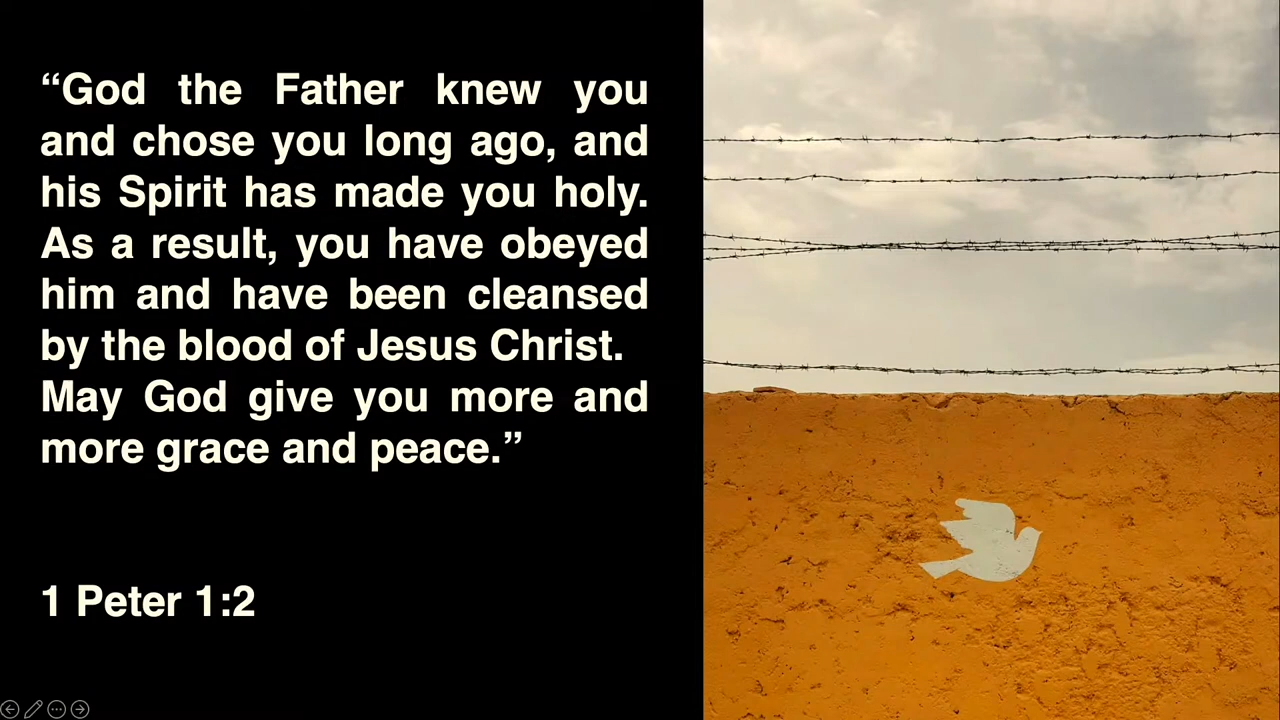 “God the Father knew you
and chose you long ago, and
his Spirit has made you holy.
As a result, you have obeyed
him and have been cleansed
by the blood of Jesus Christ.
May God give you more and
more grace and peace.”
1 Peter 1:2